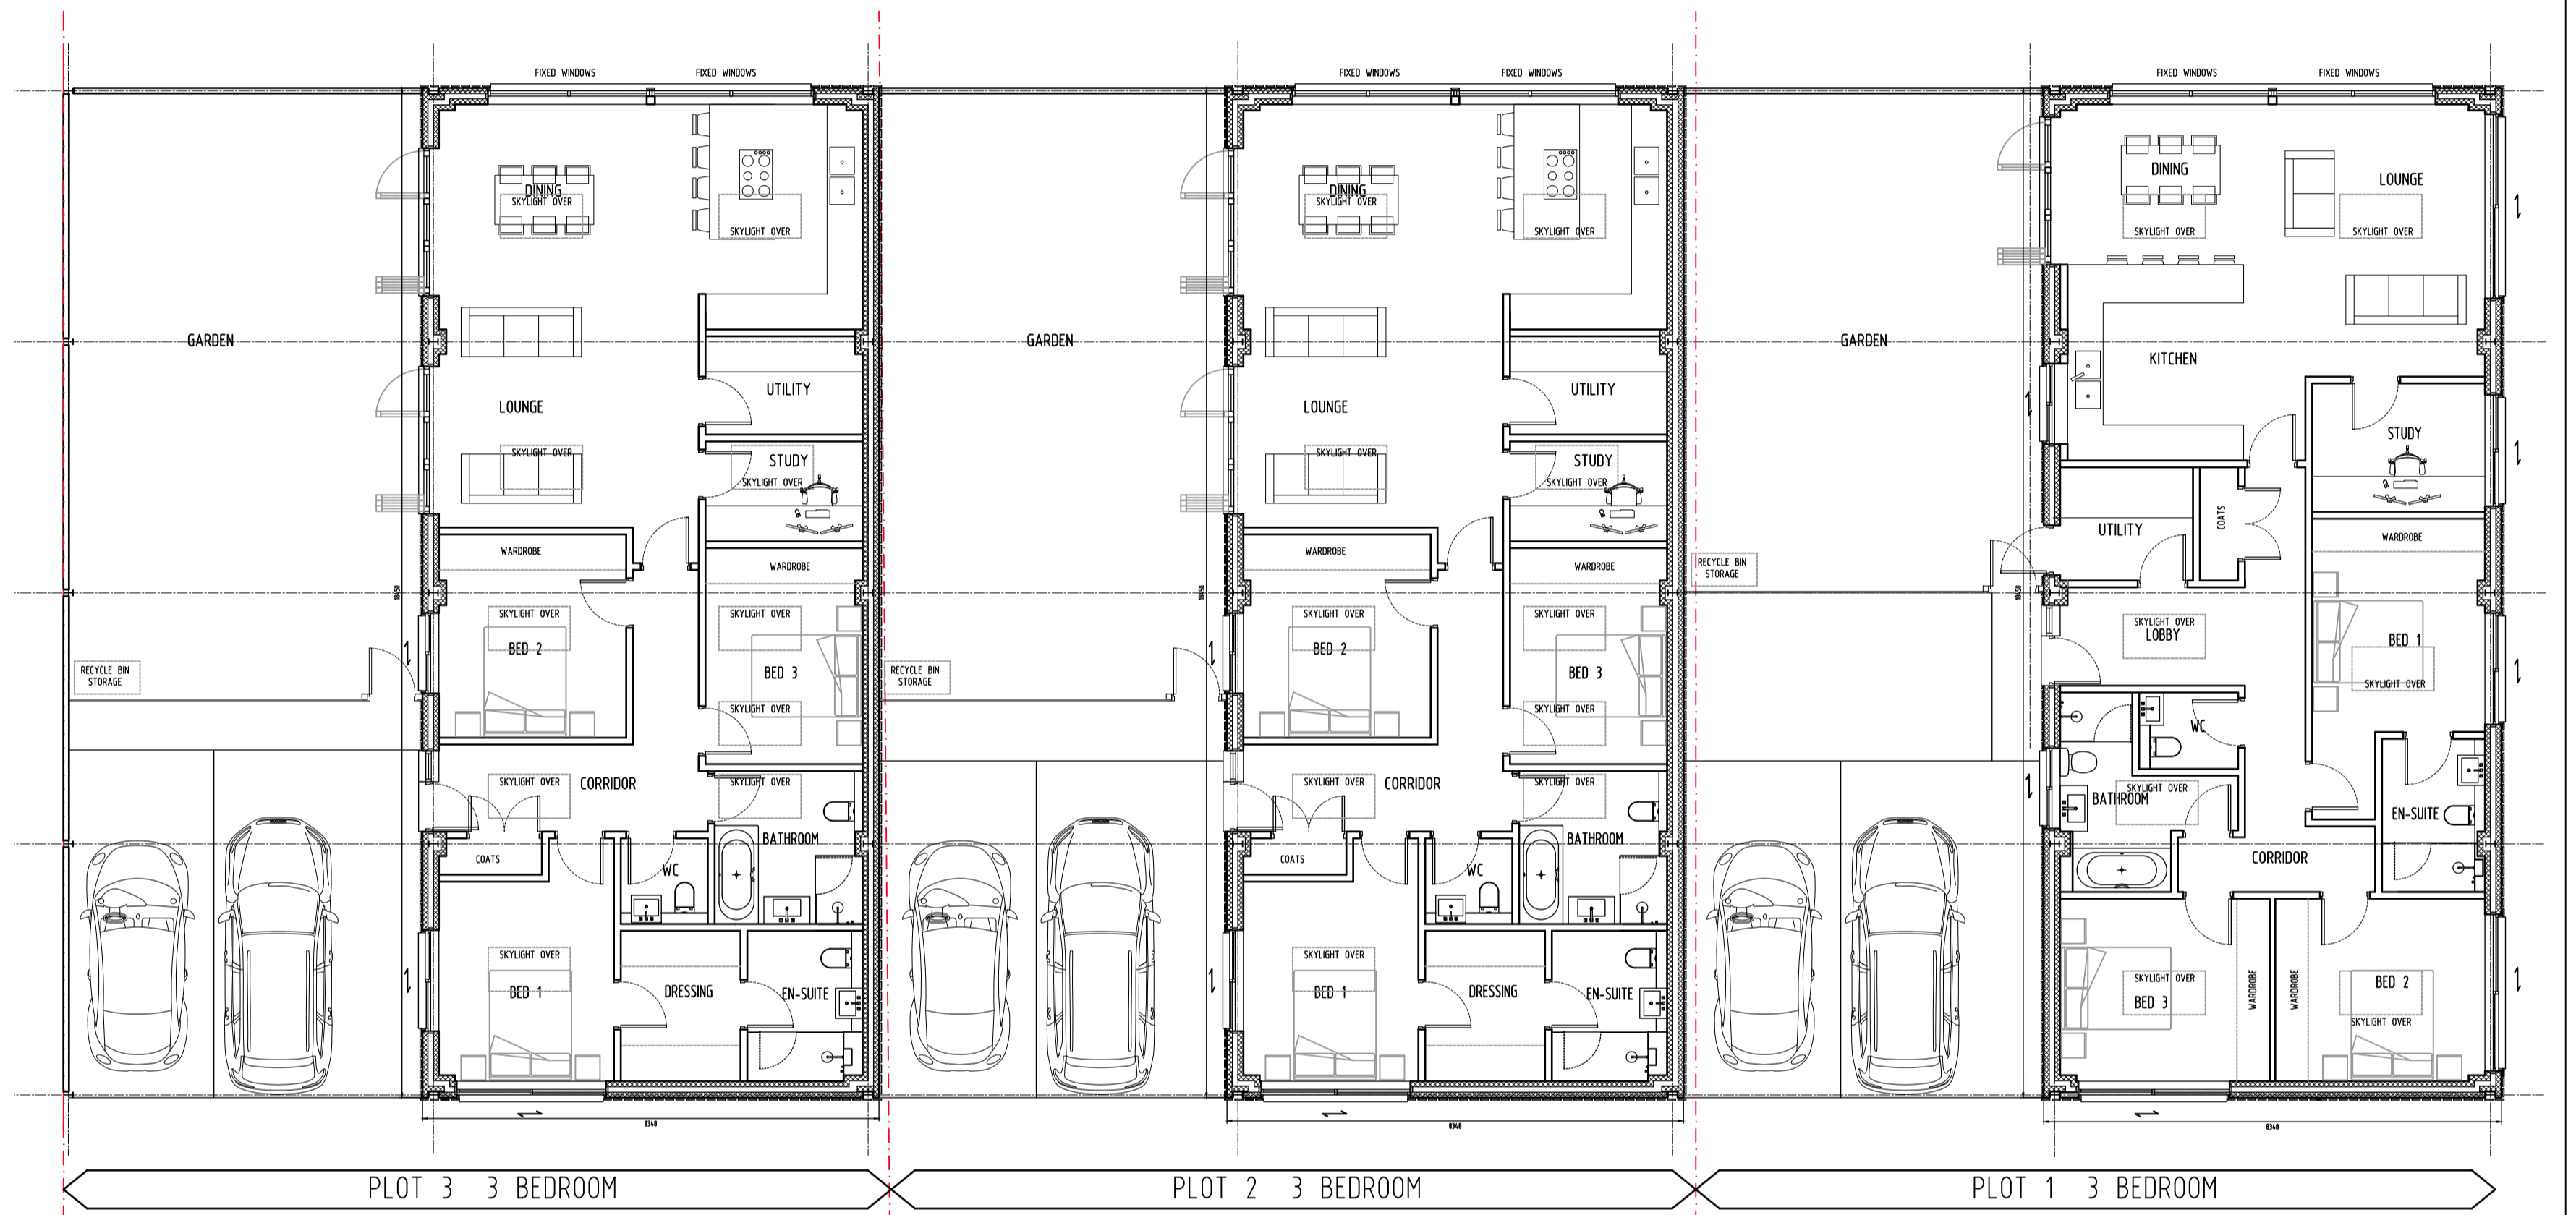 FIXED WINDOWS
FIXED WINDOWS
DINING
SKYLIGHT OVER
SKYLIGHT OVER
GARDEN
UTILITY
LOUNGE
SKYLIGHT OVER
STUDY
SKYLIGHT OVER
WARDROBE
WARDROBE
18450
SKYLIGHT OVER
SKYLIGHT OVER
BED 2
BED 3
RECYCLE BIN
STORAGE
SKYLIGHT OVER
SKYLIGHT OVER
CORRIDOR
SKYLIGHT OVER
BATHROOM
COATS
WC
SKYLIGHT OVER
BED 1
DRESSING
EN-SUITE
8348
PLOT 3 3 BEDROOM
FIXED WINDOWS
FIXED WINDOWS
DINING
SKYLIGHT OVER
SKYLIGHT OVER
GARDEN
UTILITY
LOUNGE
SKYLIGHT OVER
STUDY
SKYLIGHT OVER
WARDROBE
WARDROBE
18450
SKYLIGHT OVER
SKYLIGHT OVER
BED 2
BED 3
RECYCLE BIN
STORAGE
SKYLIGHT OVER
SKYLIGHT OVER
CORRIDOR
SKYLIGHT OVER
BATHROOM
COATS
WC
SKYLIGHT OVER
BED 1
DRESSING
EN-SUITE
8348
PLOT 2 3 BEDROOM
FIXED WINDOWS
FIXED WINDOWS
DINING
LOUNGE
SKYLIGHT OVER
SKYLIGHT OVER
GARDEN
KITCHEN
STUDY
COATS
UTILITY
WARDROBE
RECYCLE BIN
STORAGE
18450
SKYLIGHT OVER
LOBBY
BED 1
SKYLIGHT OVER
WC
SKYLIGHT OVER
BATHROOM
EN-SUITE
CORRIDOR
SKYLIGHT OVER
BED 3
WARDROBE
WARDROBE
BED 2
SKYLIGHT OVER
8348
PLOT 1 3 BEDROOM